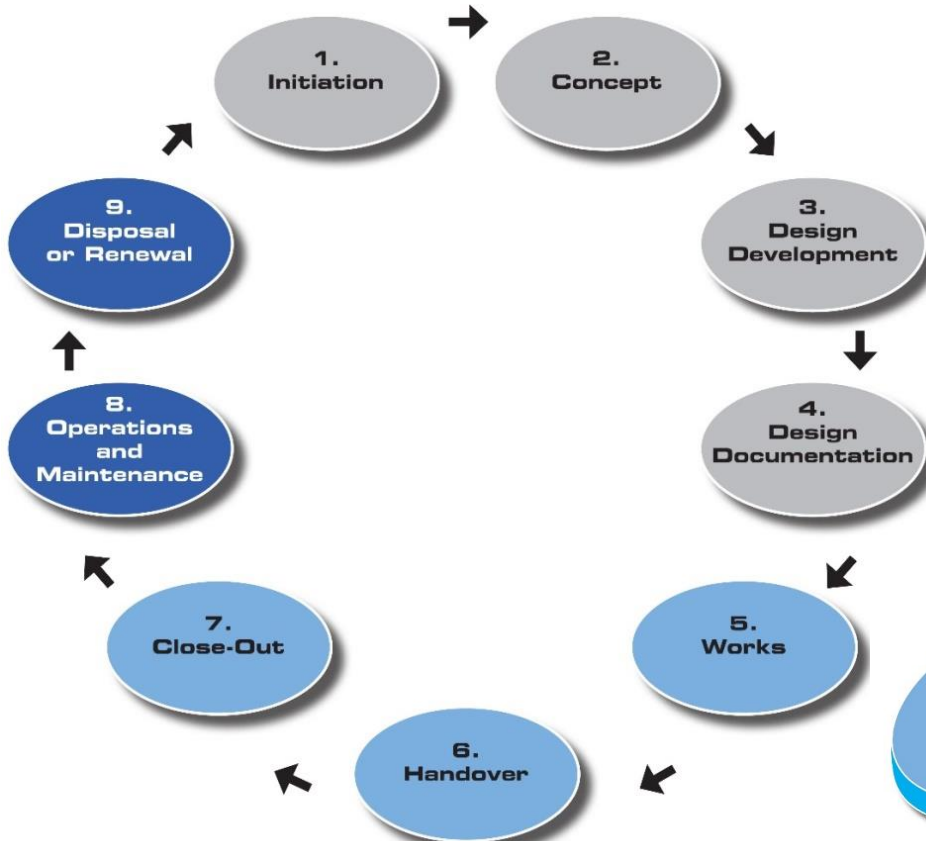 1.
Initiation
2.
Concept
3.
Design
Development
4.
Design
Documentation
5.
Works
6.
Handover
7.
Close-Out
8.
Operations
and
Maintenance
9.
Disposal
or Renewal